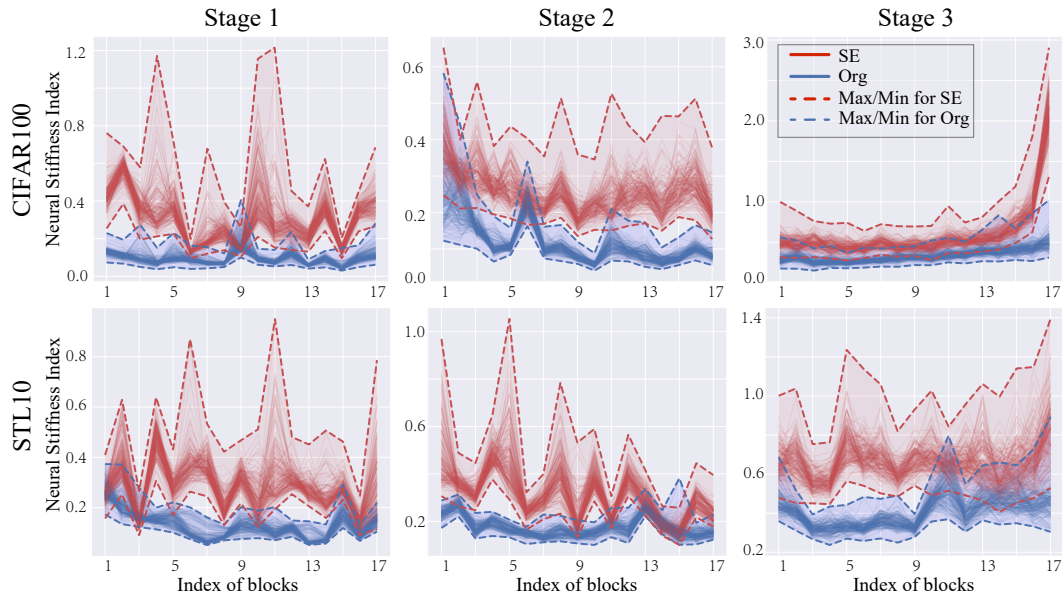 Stage 1
Stage 2
Stage 3
CIFAR100
Neural Stiffness Index
1.2
0.8
0.4
0.0
1 5 9 13 17
0.6
0.4
0.2
0.0
1 5 9 13 17
3.0
2.0
1.0
0.0
1 5 9 13 17
SE
Org
Max/Min for SE
Max/Min for Org
STL10
Neural Stiffness Index
0.8
0.6
0.4
0.2
1 5 9 13 17
Index of blocks
1.0
0.6
0.2
1 5 9 13 17
Index of blocks
1.4
1.0
0.6
0.2
1 5 9 13 17
Index of blocks